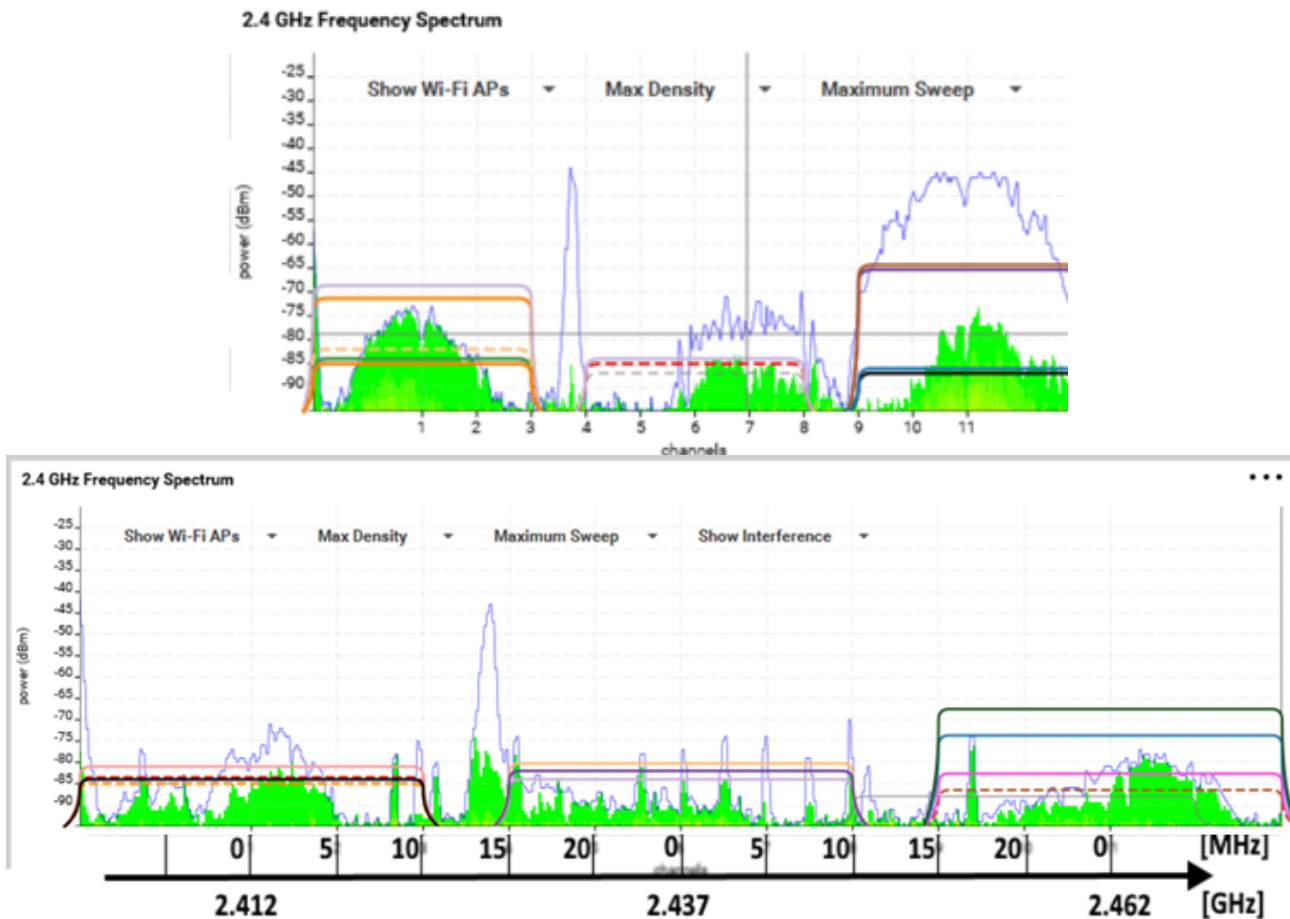 2.4 GHz Frequency Spectrum
Show Wi-Fi APs Max Density Maximum Sweep
-25
-30
-35
-40
-45
-50
-55
-60
-65
-70
-75
-80
-85
-90
power (dBm)
1 2 3 4 5 6 7 8 9 10 11
channels
2.4 GHz Frequency Spectrum
Show Wi-Fi APs Max Density Maximum Sweep Show Interference
-25
-30
-35
-40
-45
-50
-55
-60
-65
-70
-75
-80
-85
-90
power (dBm)
0 5 10 15 20 0 5 10 15 20 0 [MHz]
channels
2.412 2.437 2.462 [GHz]